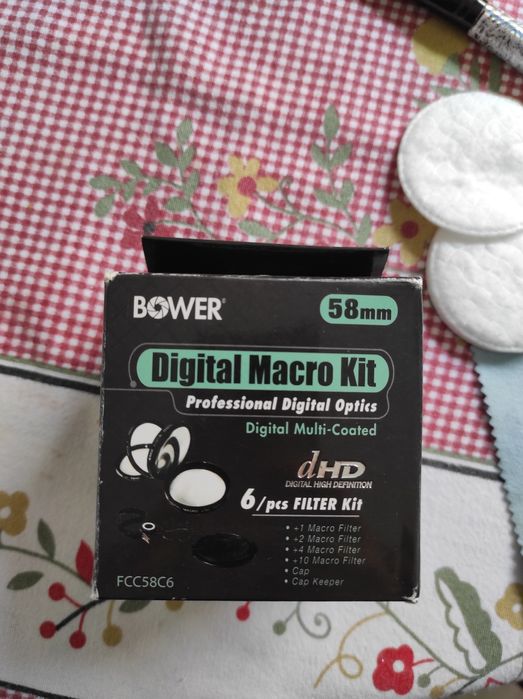 BOWER®
58mm
Digital Macro Kit
Professional Digital Optics
Digital Multi-Coated
dHD
DIGITAL HIGH DEFINITION
6/pcs FILTER Kit
• +1 Macro Filter
• +2 Macro Filter
• +4 Macro Filter
• +10 Macro Filter
• Cap
• Cap Keeper
FCC58C6